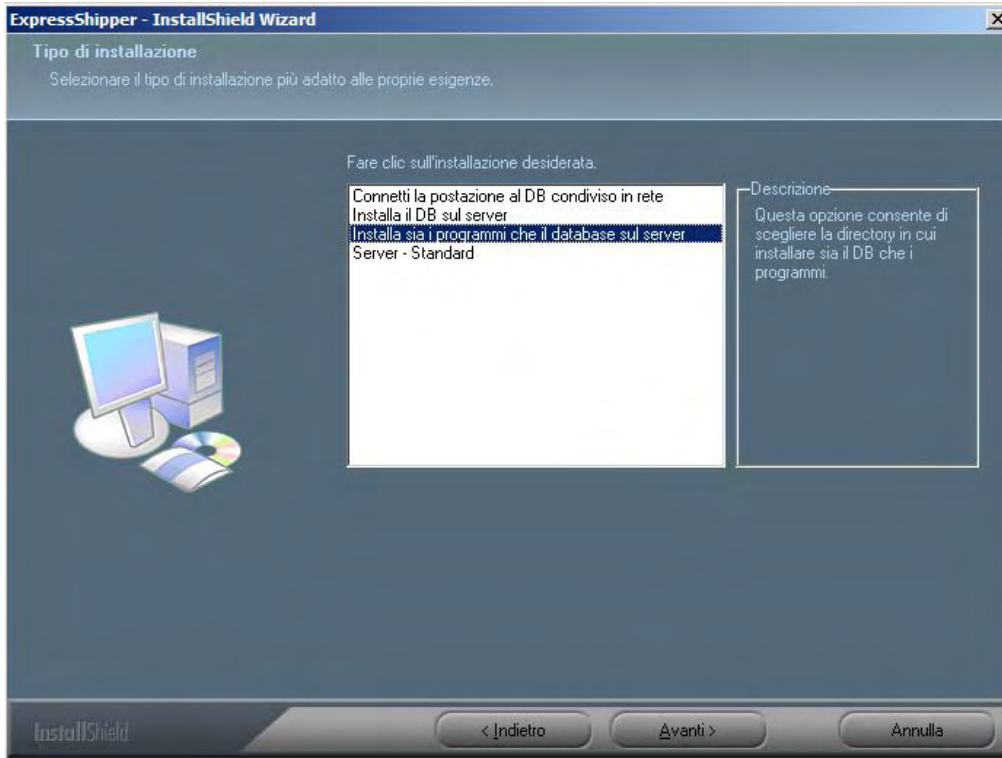 ExpressShipper - InstallShield Wizard
Tipo di installazione
Selezionare il tipo di installazione più adatto alle proprie esigenze.
Fare clic sull'installazione desiderata.
Connetti la postazione al DB condiviso in rete
Installa il DB sul server
Installa sia i programmi che il database sul server
Server - Standard
Descrizione
Questa opzione consente di
scegliere la directory in cui
installare sia il DB che i
programmi.
InstallShield
< Indietro
Avanti >
Annulla